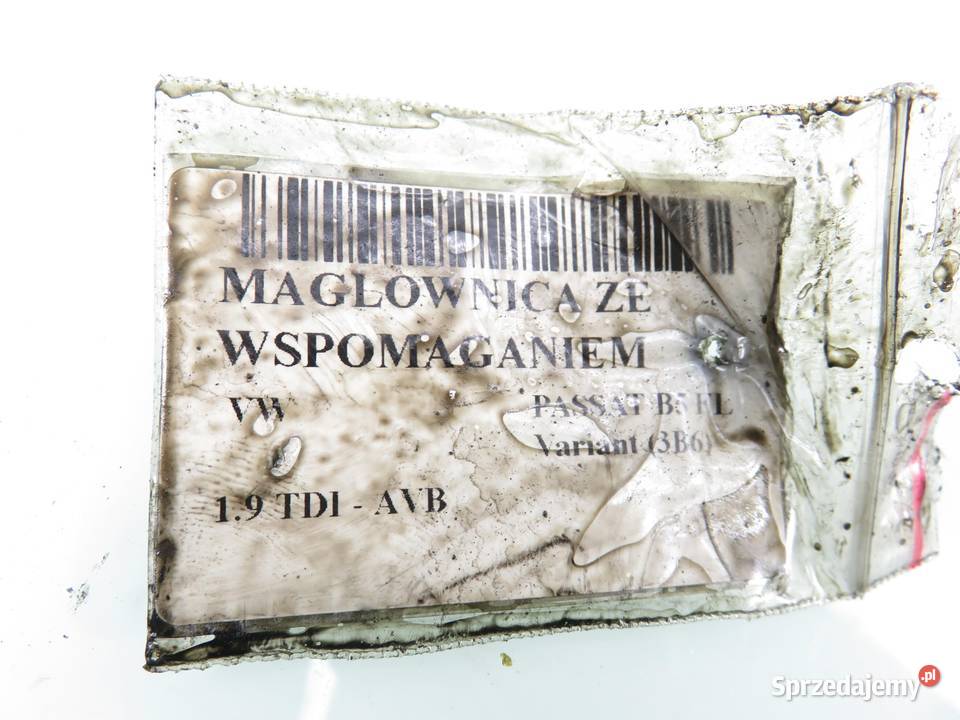 MAGLOWNICA ZE
WSPOMAGANIEM
VW PASSAT B5 FL
Variant (3B6)
1.9 TDI - AVB
Sprzedajemy.pl